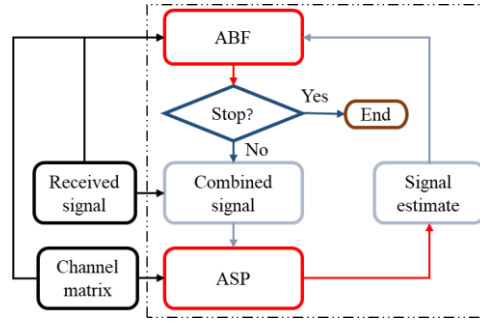 ABF
Yes
Stop?
End
No
Received
signal
Combined
signal
Signal
estimate
Channel
matrix
ASP